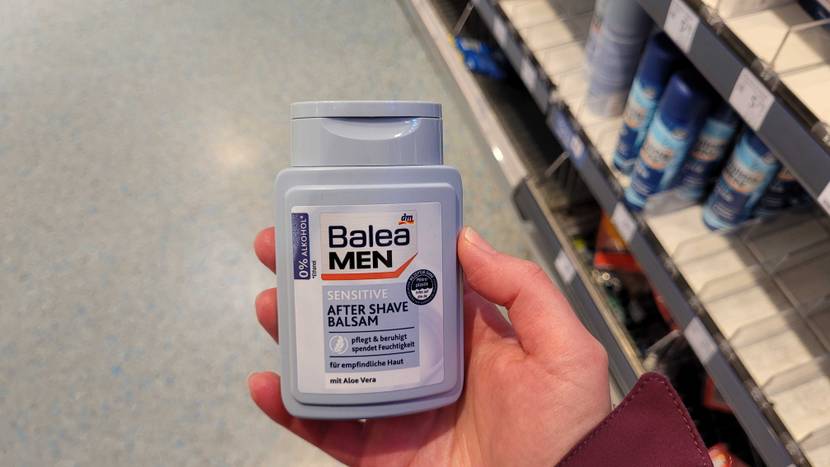 dm
Balea
MEN
0% ALKOHOL*
*Ethanol
SENSITIVE
AFTER SHAVE
BALSAM
pflegt & beruhigt
spendet Feuchtigkeit
für empfindliche Haut
mit Aloe Vera